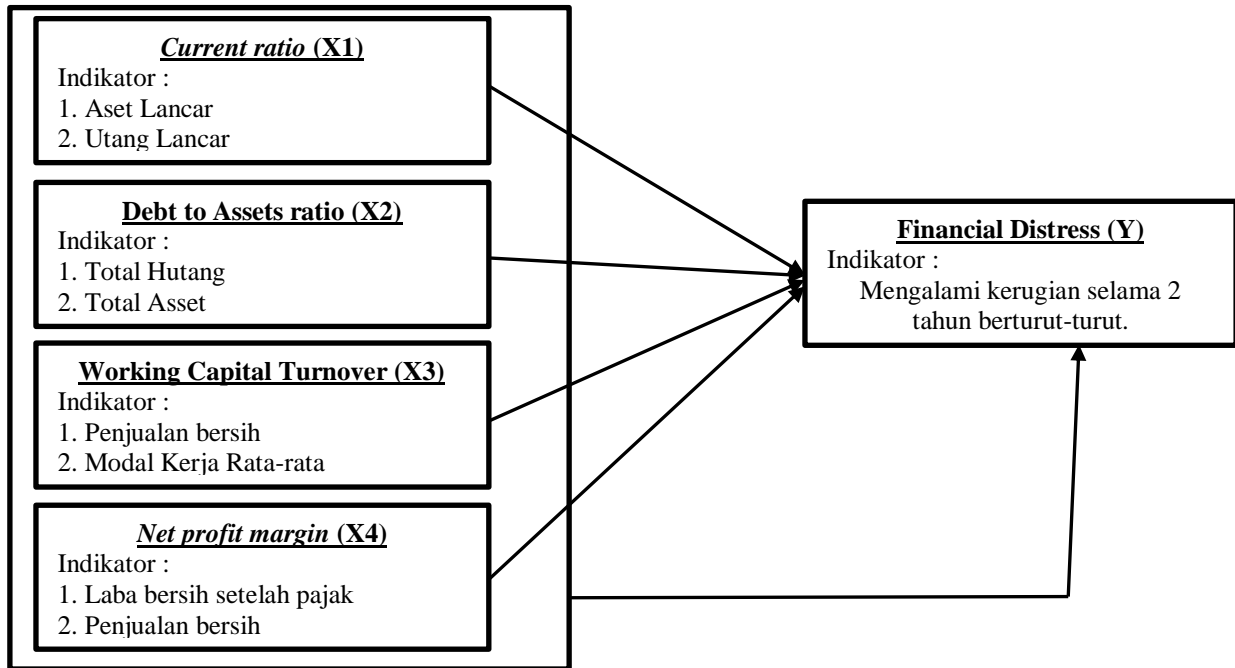 Current ratio (X1)
Indikator :
1. Aset Lancar
2. Utang Lancar
Debt to Assets ratio (X2)
Indikator :
1. Total Hutang
2. Total Asset
Working Capital Turnover (X3)
Indikator :
1. Penjualan bersih
2. Modal Kerja Rata-rata
Net profit margin (X4)
Indikator :
1. Laba bersih setelah pajak
2. Penjualan bersih
Financial Distress (Y)
Indikator :
Mengalami kerugian selama 2
tahun berturut-turut.